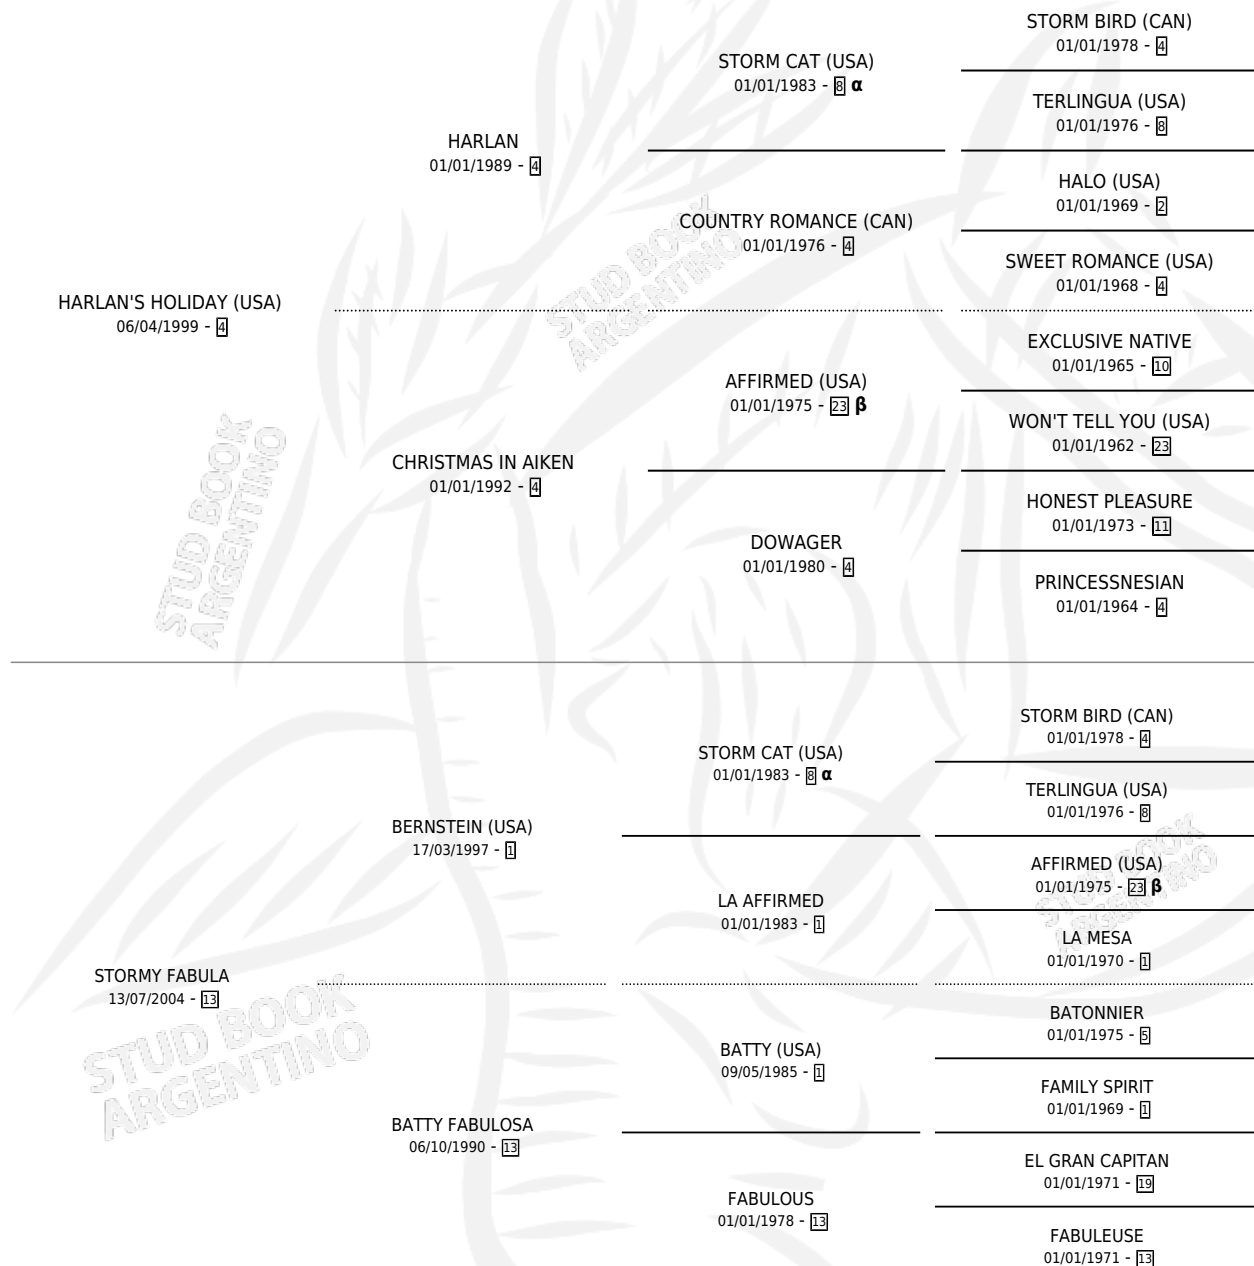 STORM BIRD (CAN)
01/01/1978 - 4
STORM CAT (USA)
01/01/1983 - 8 α
TERLINGUA (USA)
01/01/1976 - 8
HARLAN
01/01/1989 - 4
HALO (USA)
01/01/1969 - 2
COUNTRY ROMANCE (CAN)
01/01/1976 - 4
SWEET ROMANCE (USA)
01/01/1968 - 4
HARLAN'S HOLIDAY (USA)
06/04/1999 - 4
EXCLUSIVE NATIVE
01/01/1965 - 10
AFFIRMED (USA)
01/01/1975 - 23 β
WON'T TELL YOU (USA)
01/01/1962 - 23
CHRISTMAS IN AIKEN
01/01/1992 - 4
HONEST PLEASURE
01/01/1973 - 11
DOWAGER
01/01/1980 - 4
PRINCESSNESIAN
01/01/1964 - 4
STORM BIRD (CAN)
01/01/1978 - 4
STORM CAT (USA)
01/01/1983 - 8 α
TERLINGUA (USA)
01/01/1976 - 8
BERNSTEIN (USA)
17/03/1997 - 1
AFFIRMED (USA)
01/01/1975 - 23 β
LA AFFIRMED
01/01/1983 - 1
LA MESA
01/01/1970 - 1
STORMY FABULA
13/07/2004 - 13
BATONNIER
01/01/1975 - 5
BATTY (USA)
09/05/1985 - 1
FAMILY SPIRIT
01/01/1969 - 1
BATTY FABULOSA
06/10/1990 - 13
EL GRAN CAPITAN
01/01/1971 - 19
FABULOUS
01/01/1978 - 13
FABULEUSE
01/01/1971 - 13
STUD BOOK
ARGENTINO
STUD BOOK
ARGENTINO
STUD BOOK
ARGENTINO
STUD BOOK
ARGENTINO